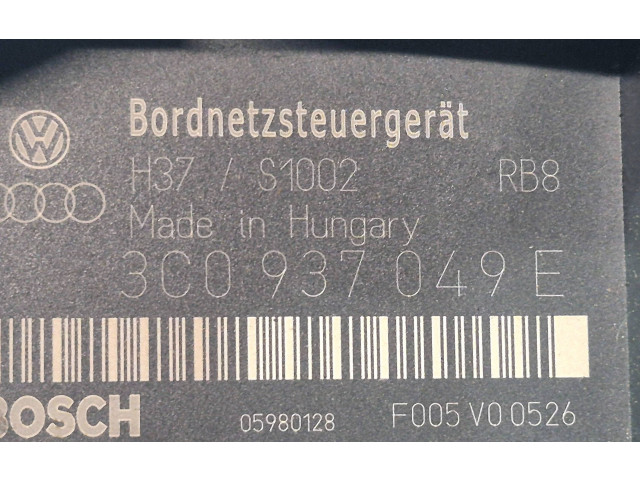 Bordnetzsteuergerät
H37 / S1002 RB8
Made in Hungary
3C0 937 049 E
BOSCH 05980128 F005 V0 0526